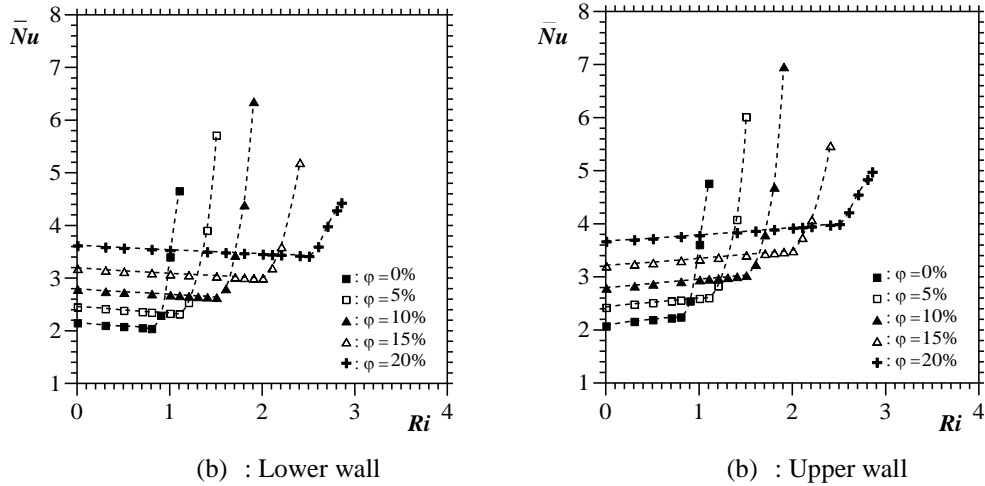 8
N̄u
7
6
5
4
3
2
1
0 1 2 3 4
Ri
■ : φ = 0%
□ : φ = 5%
▲ : φ = 10%
△ : φ = 15%
✚ : φ = 20%
(b) : Lower wall
8
N̄u
7
6
5
4
3
2
1
0 1 2 3 4
Ri
■ : φ = 0%
□ : φ = 5%
▲ : φ = 10%
△ : φ = 15%
✚ : φ = 20%
(b) : Upper wall